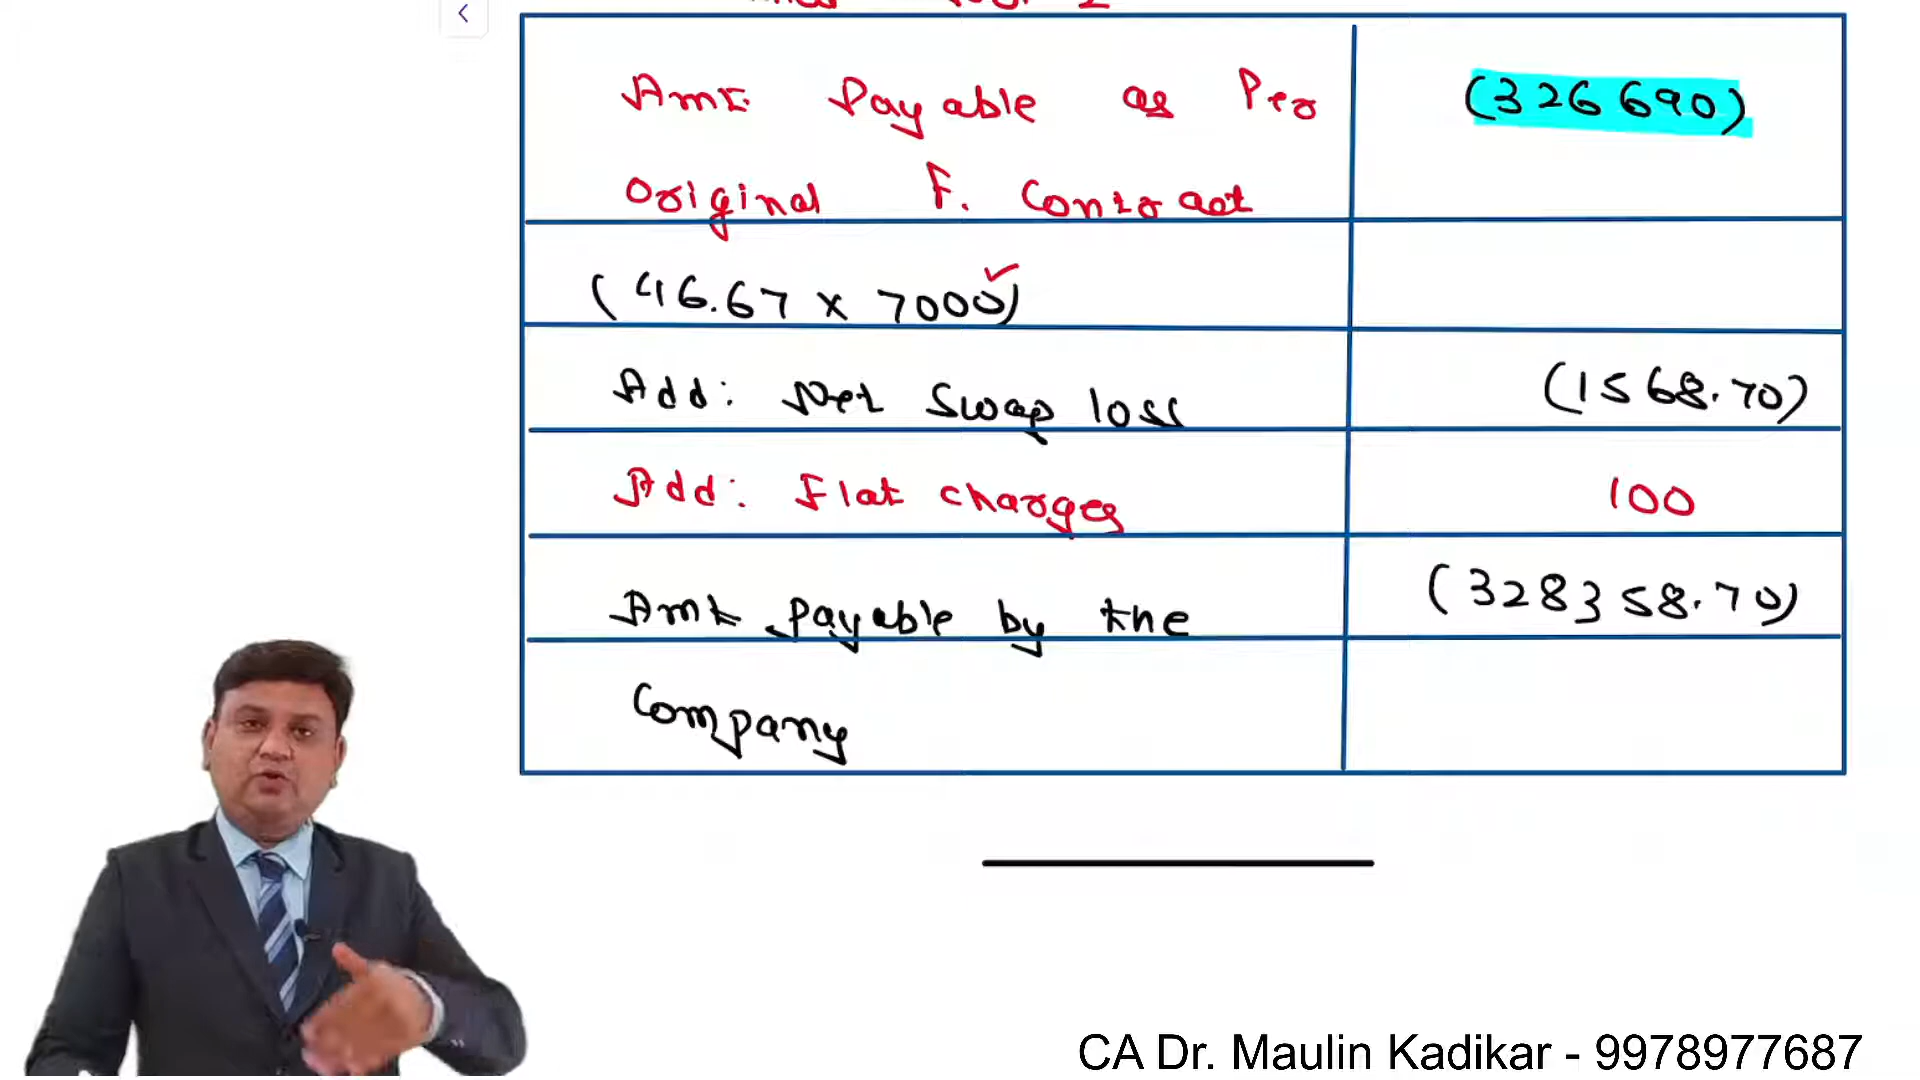 Amt. Payable as Per (326690)
Original F. Contract
(46.67 x 7000)
Add: Net Swap loss (1568.70)
Add: Flat charges 100
Amt payable by the (328358.70)
Company
CA Dr. Maulin Kadikar - 9978977687